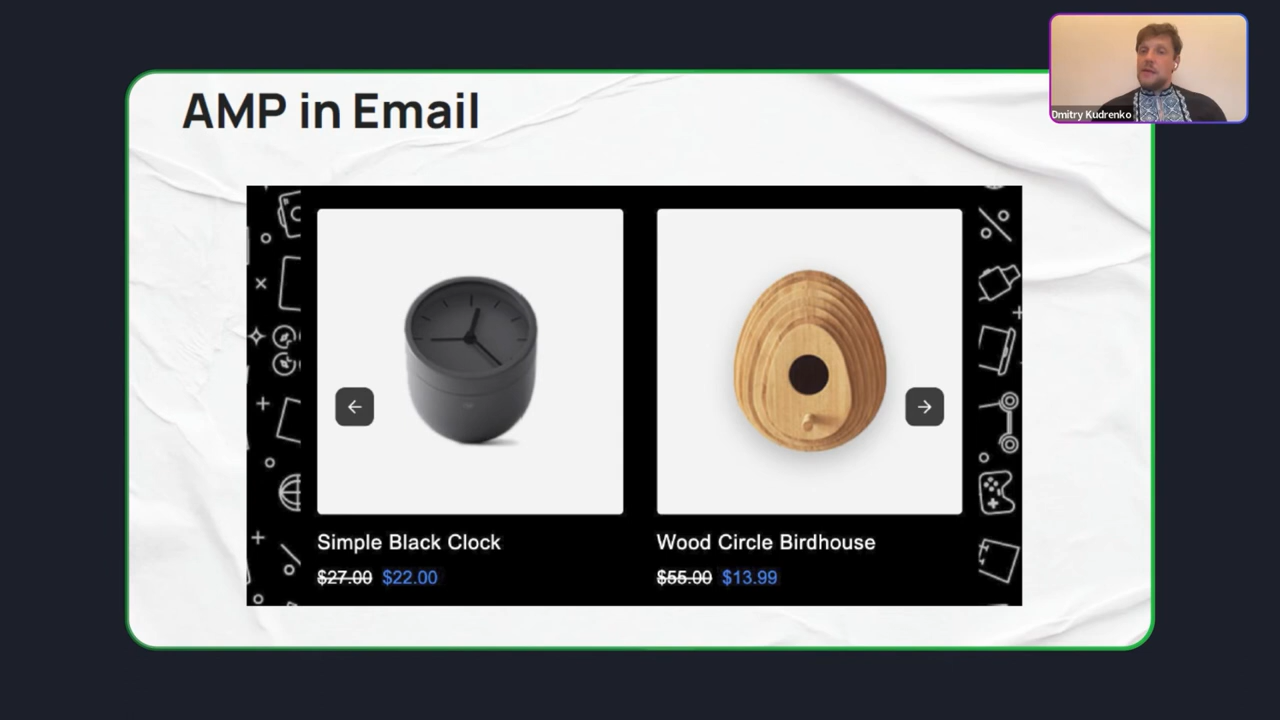 AMP in Email
Dmitry Kudrenko
Simple Black Clock
$27.00 $22.00
Wood Circle Birdhouse
$55.00 $13.99